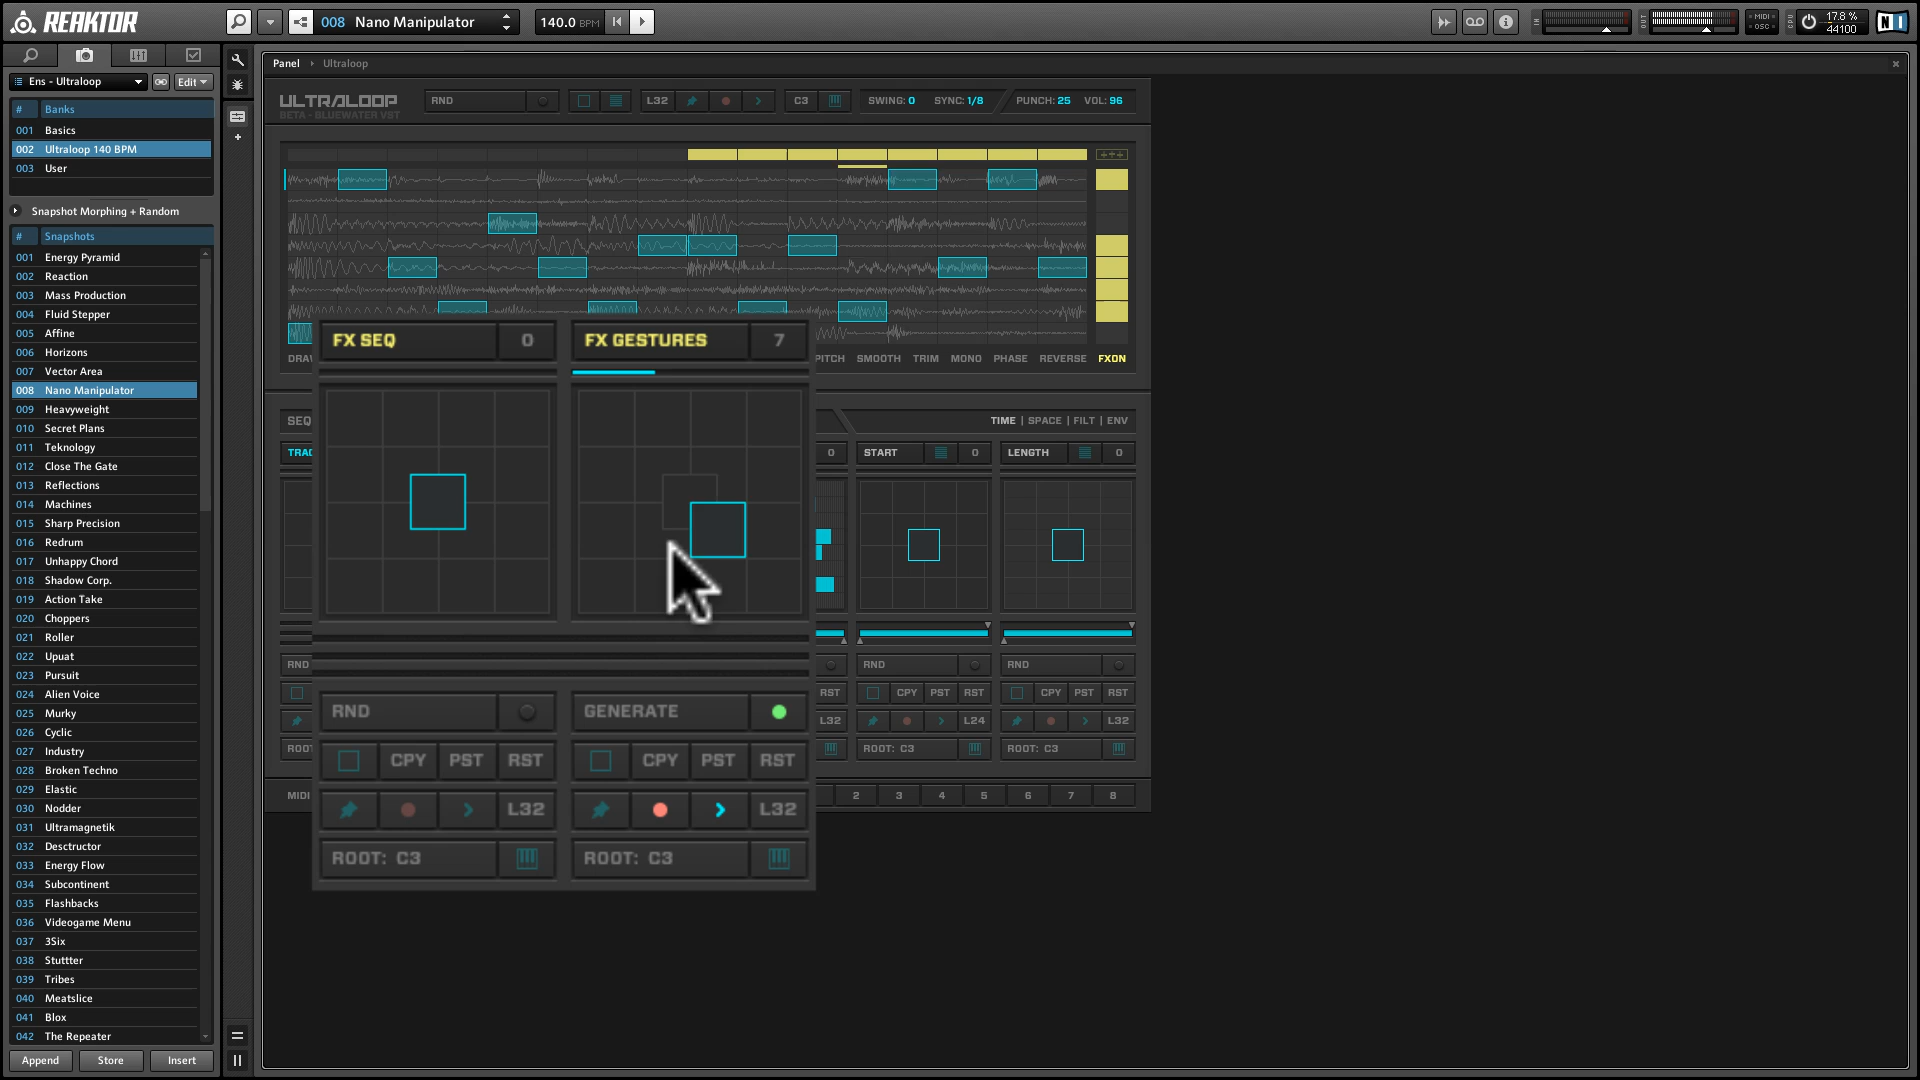 REAKTOR
008 Nano Manipulator
140.0 BPM
MIDI
OSC
17.8 %
44100
Ens - Ultraloop
Edit
# Banks
001 Basics
002 Ultraloop 140 BPM
003 User
Snapshot Morphing + Random
# Snapshots
001 Energy Pyramid
002 Reaction
003 Mass Production
004 Fluid Stepper
005 Affine
006 Horizons
007 Vector Area
008 Nano Manipulator
009 Heavyweight
010 Secret Plans
011 Teknology
012 Close The Gate
013 Reflections
014 Machines
015 Sharp Precision
016 Redrum
017 Unhappy Chord
018 Shadow Corp.
019 Action Take
020 Choppers
021 Roller
022 Upuat
023 Pursuit
024 Alien Voice
025 Murky
026 Cyclic
027 Industry
028 Broken Techno
029 Elastic
030 Nodder
031 Ultramagnetik
032 Desctructor
033 Energy Flow
034 Subcontinent
035 Flashbacks
036 Videogame Menu
037 3Six
038 Stuttter
039 Tribes
040 Meatslice
041 Blox
042 The Repeater
Append Store Insert
Panel Ultraloop
ULTRALOOP
BETA - BLUEWATER VST
RND L32 C3 SWING: 0 SYNC: 1/8 PUNCH: 25 VOL: 96
SMOOTH TRIM MONO PHASE REVERSE FXON
TIME | SPACE | FILT | ENV
0 START 0 LENGTH 0
RND RND RND
RST CPY PST RST CPY PST RST
L32 L24 L32
ROOT: C3 ROOT: C3
MIDI 2 3 4 5 6 7 8
FX SEQ 0 FX GESTURES 7
RND GENERATE
CPY PST RST CPY PST RST
L32 L32
ROOT: C3 ROOT: C3